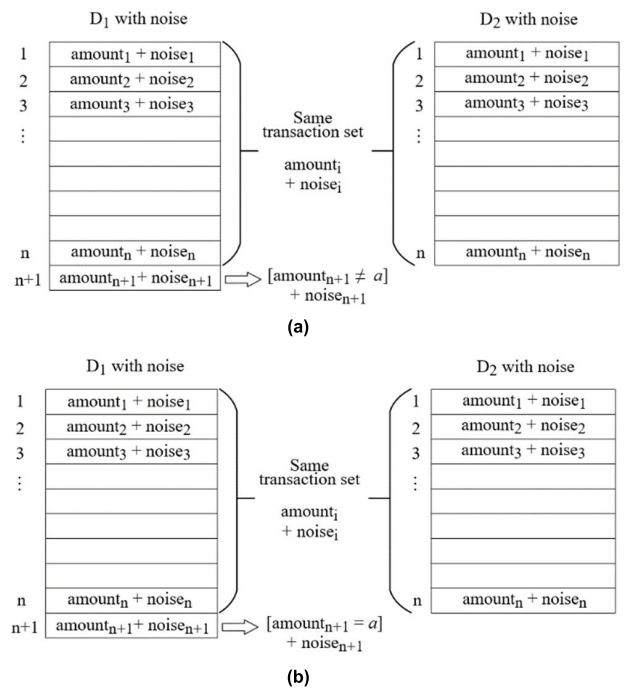 D₁ with noise
D₂ with noise
1 amount₁ + noise₁
2 amount₂ + noise₂
3 amount₃ + noise₃
⋮
n amountₙ + noiseₙ
n+1 amountₙ₊₁+ noiseₙ₊₁
Same
transaction set
amountᵢ
+ noiseᵢ
1 amount₁ + noise₁
2 amount₂ + noise₂
3 amount₃ + noise₃
⋮
n amountₙ + noiseₙ
[amountₙ₊₁ ≠ a]
+ noiseₙ₊₁
(a)
D₁ with noise
D₂ with noise
1 amount₁ + noise₁
2 amount₂ + noise₂
3 amount₃ + noise₃
⋮
n amountₙ + noiseₙ
n+1 amountₙ₊₁+ noiseₙ₊₁
Same
transaction set
amountᵢ
+ noiseᵢ
1 amount₁ + noise₁
2 amount₂ + noise₂
3 amount₃ + noise₃
⋮
n amountₙ + noiseₙ
[amountₙ₊₁ = a]
+ noiseₙ₊₁
(b)